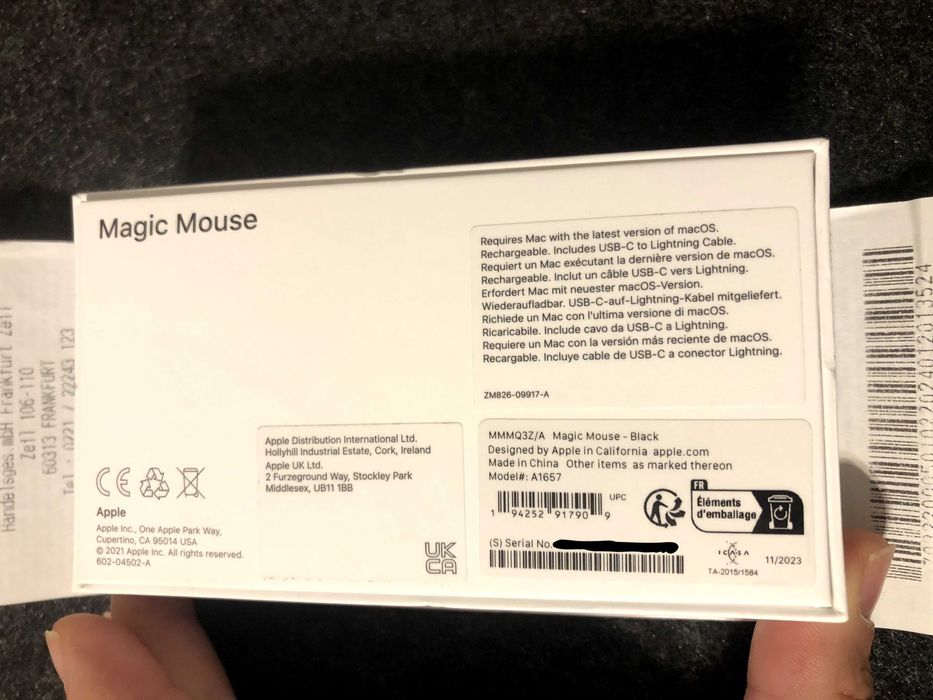 Magic Mouse
Requires Mac with the latest version of macOS.
Rechargeable. Includes USB-C to Lightning Cable.
Requiert un Mac exécutant la dernière version de macOS.
Rechargeable. Inclut un câble USB-C vers Lightning.
Erfordert Mac mit neuester macOS-Version.
Wiederaufladbar. USB-C-auf-Lightning-Kabel mitgeliefert.
Richiede un Mac con l'ultima versione di macOS.
Ricaricabile. Include cavo da USB-C a Lightning.
Requiere un Mac con la versión más reciente de macOS.
Recargable. Incluye cable de USB-C a conector Lightning.
ZM826-09917-A
Apple Distribution International Ltd.
Hollyhill Industrial Estate, Cork, Ireland
Apple UK Ltd.
2 Furzeground Way, Stockley Park
Middlesex, UB11 1BB
UK
CA
CE
Apple
Apple Inc., One Apple Park Way,
Cupertino, CA 95014 USA
© 2021 Apple Inc. All rights reserved.
602-04502-A
MMMQ3Z/A Magic Mouse - Black
Designed by Apple in California apple.com
Made in China Other items as marked thereon
Model#: A1657
UPC
1 94252 91790 9
FR
Éléments
d'emballage
(S) Serial No.
ICASA
TA-2015/1584
11/2023
Handelsges mbH Frankfurt Zeil
Zeil 106-110
60313 FRANKFURT
Tel.: 0221 / 22243 123